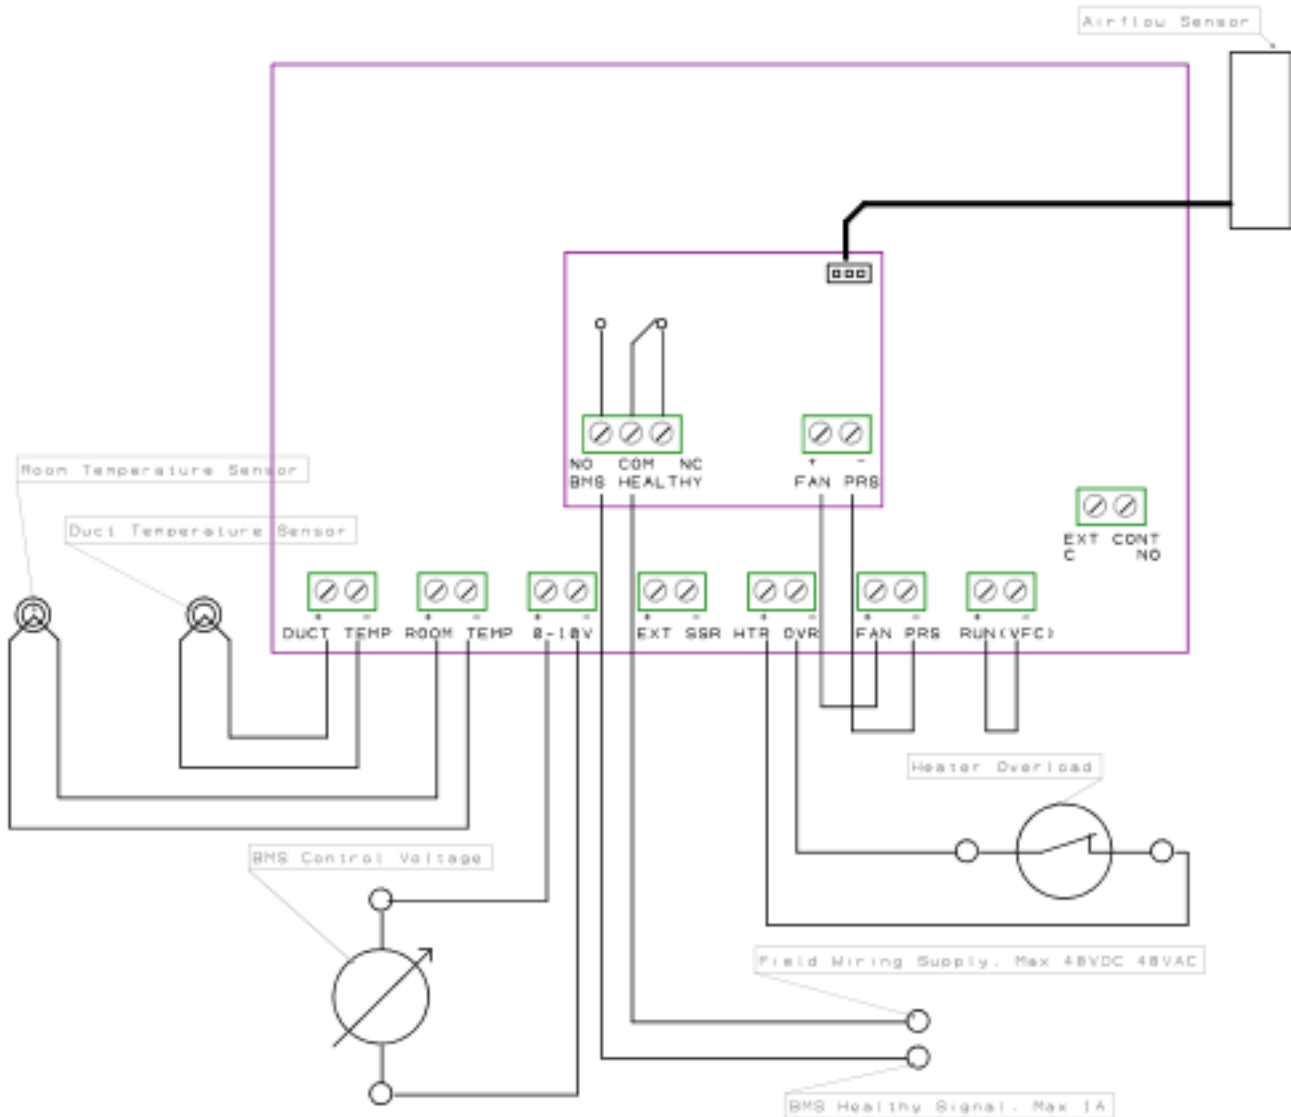 Airflow Sensor
NO COM NC
BMS HEALTHY
+ -
FAN PRS
Room Temperature Sensor
Duct Temperature Sensor
EXT CONT
C NO
+ - + - + - + - + - + - + -
DUCT TEMP ROOM TEMP 0-10V EXT SSR HTR OVR FAN PRS RUN(VFC)
Heater Overload
BMS Control Voltage
Field Wiring Supply. Max 48VDC 48VAC
BMS Healthy Signal. Max 1A